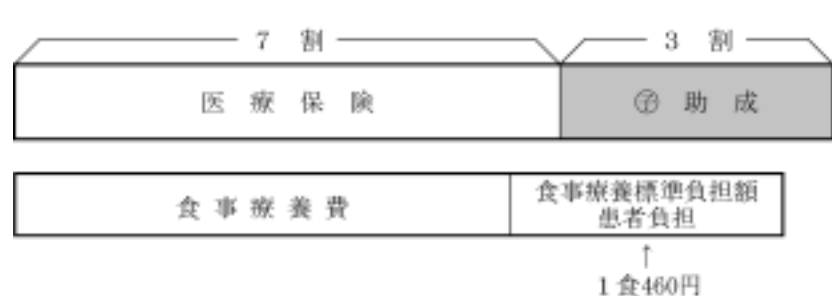 7 割 3 割
医 療 保 険 ㊢ 助 成
食 事 療 養 費 食事療養標準負担額
患者負担
↑
1食460円